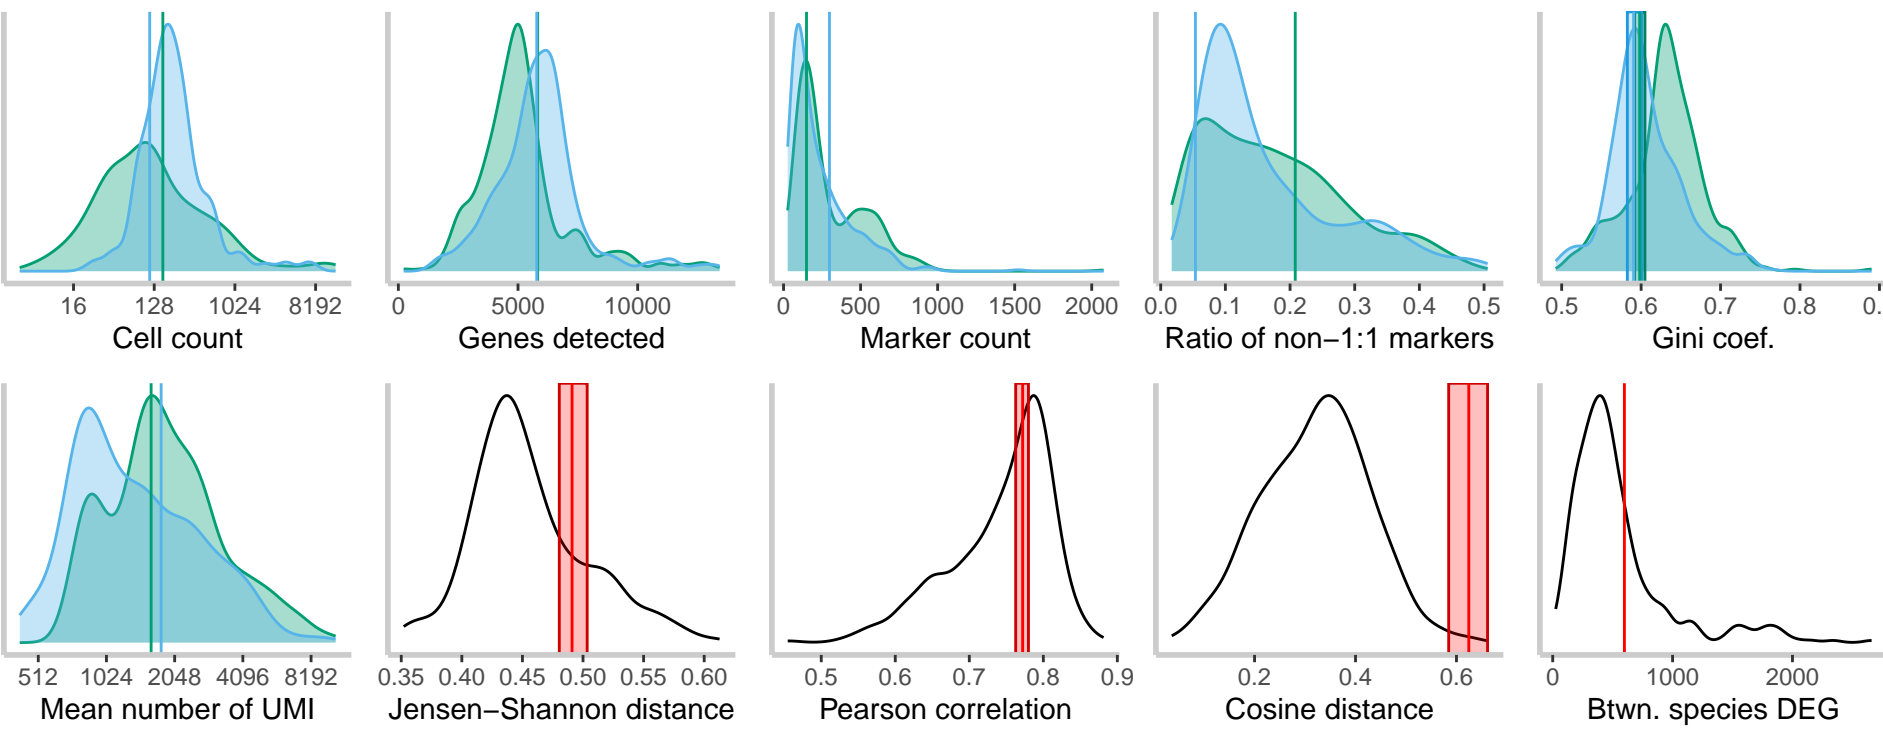 16 128 1024 8192
Cell count
0 5000 10000
Genes detected
0 500 1000 1500 2000
Marker count
0.0 0.1 0.2 0.3 0.4 0.5
Ratio of non−1:1 markers
0.5 0.6 0.7 0.8 0.
Gini coef.
512 1024 2048 4096 8192
Mean number of UMI
0.35 0.40 0.45 0.50 0.55 0.60
Jensen−Shannon distance
0.5 0.6 0.7 0.8 0.9
Pearson correlation
0.2 0.4 0.6
Cosine distance
0 1000 2000
Btwn. species DEG